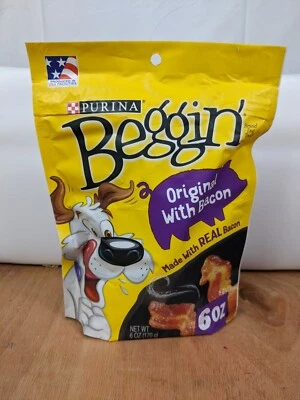 PURINA
Beggin'
Original
With Bacon
Made With REAL Bacon
6OZ
NET WT
6 OZ (170 g)